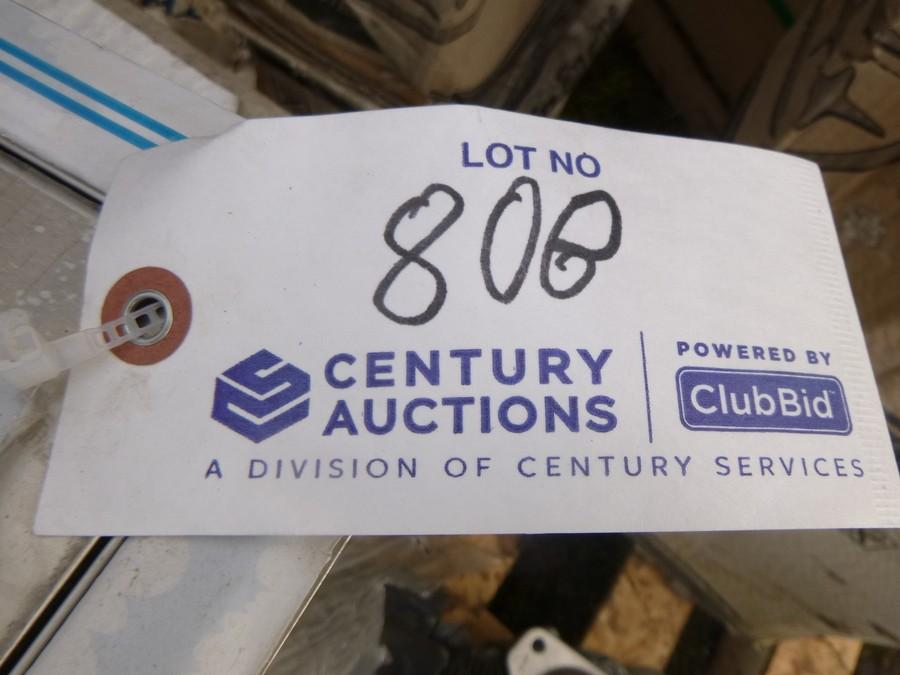 LOT NO
808
CENTURY
AUCTIONS
POWERED BY
ClubBid
A DIVISION OF CENTURY SERVICES